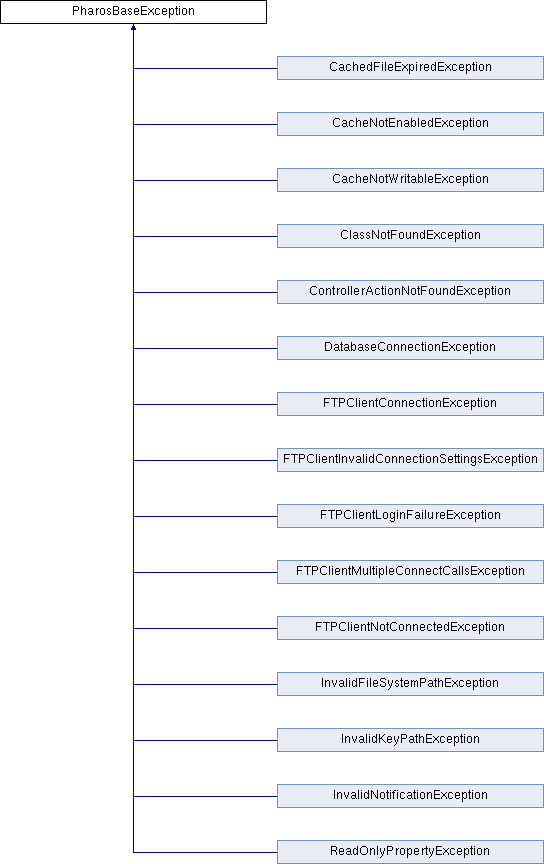 PharosBaseException
CachedFileExpiredException
CacheNotEnabledException
CacheNotWritableException
ClassNotFoundException
ControllerActionNotFoundException
DatabaseConnectionException
FTPClientConnectionException
FTPClientInvalidConnectionSettingsException
FTPClientLoginFailureException
FTPClientMultipleConnectCallsException
FTPClientNotConnectedException
InvalidFileSystemPathException
InvalidKeyPathException
InvalidNotificationException
ReadOnlyPropertyException